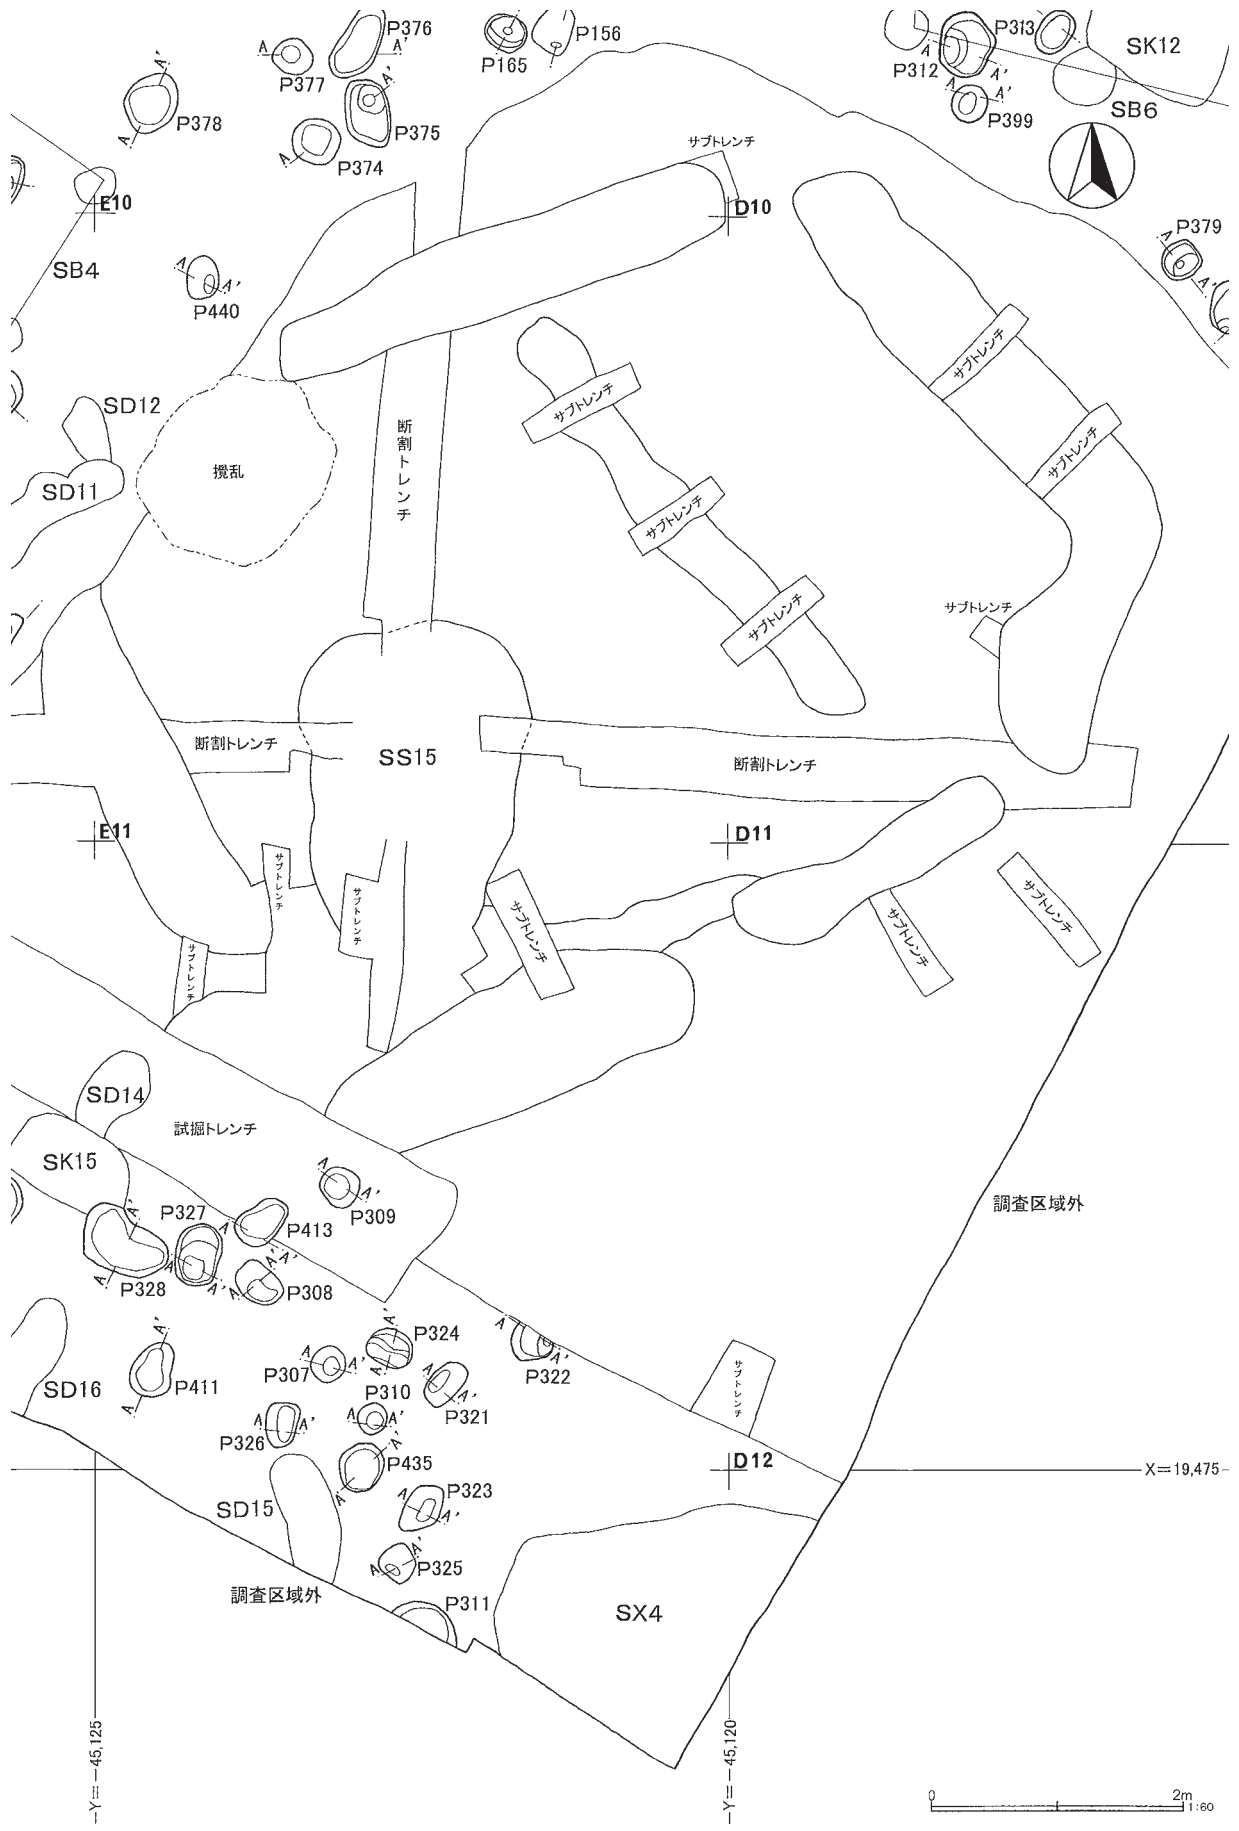 P376
A
A'
P377
P165
P156
P313
SK12
A
P312
A'
A'
A'
P378
A
P375
A
A'
P399
SB6
A
P374
サブトレンチ
E10
D10
A
P379
A'
SB4
A
A'
P440
サブトレンチ
サブトレンチ
SD12
断割トレンチ
サブトレンチ
攪乱
SD11
サブトレンチ
サブトレンチ
サブトレンチ
断割トレンチ
SS15
断割トレンチ
E11
D11
サブトレンチ
サブトレンチ
サブトレンチ
サブトレンチ
サブトレンチ
サブトレンチ
SD14
試掘トレンチ
SK15
A
A'
P309
調査区域外
A'
P327
A
P413
A
P328
A
A'
A'
A'
A
P308
A'
P324
A
A'
P322
A'
P307
A
A'
A
SD16
P411
A
P310
A
A'
P321
A'
サブトレンチ
A
A'
P326
A'
P435
A
D12
X=19,475
SD15
P323
A
A'
A'
A
P325
調査区域外
P311
SX4
Y=-45,125
Y=-45,120
0
2m
1:60